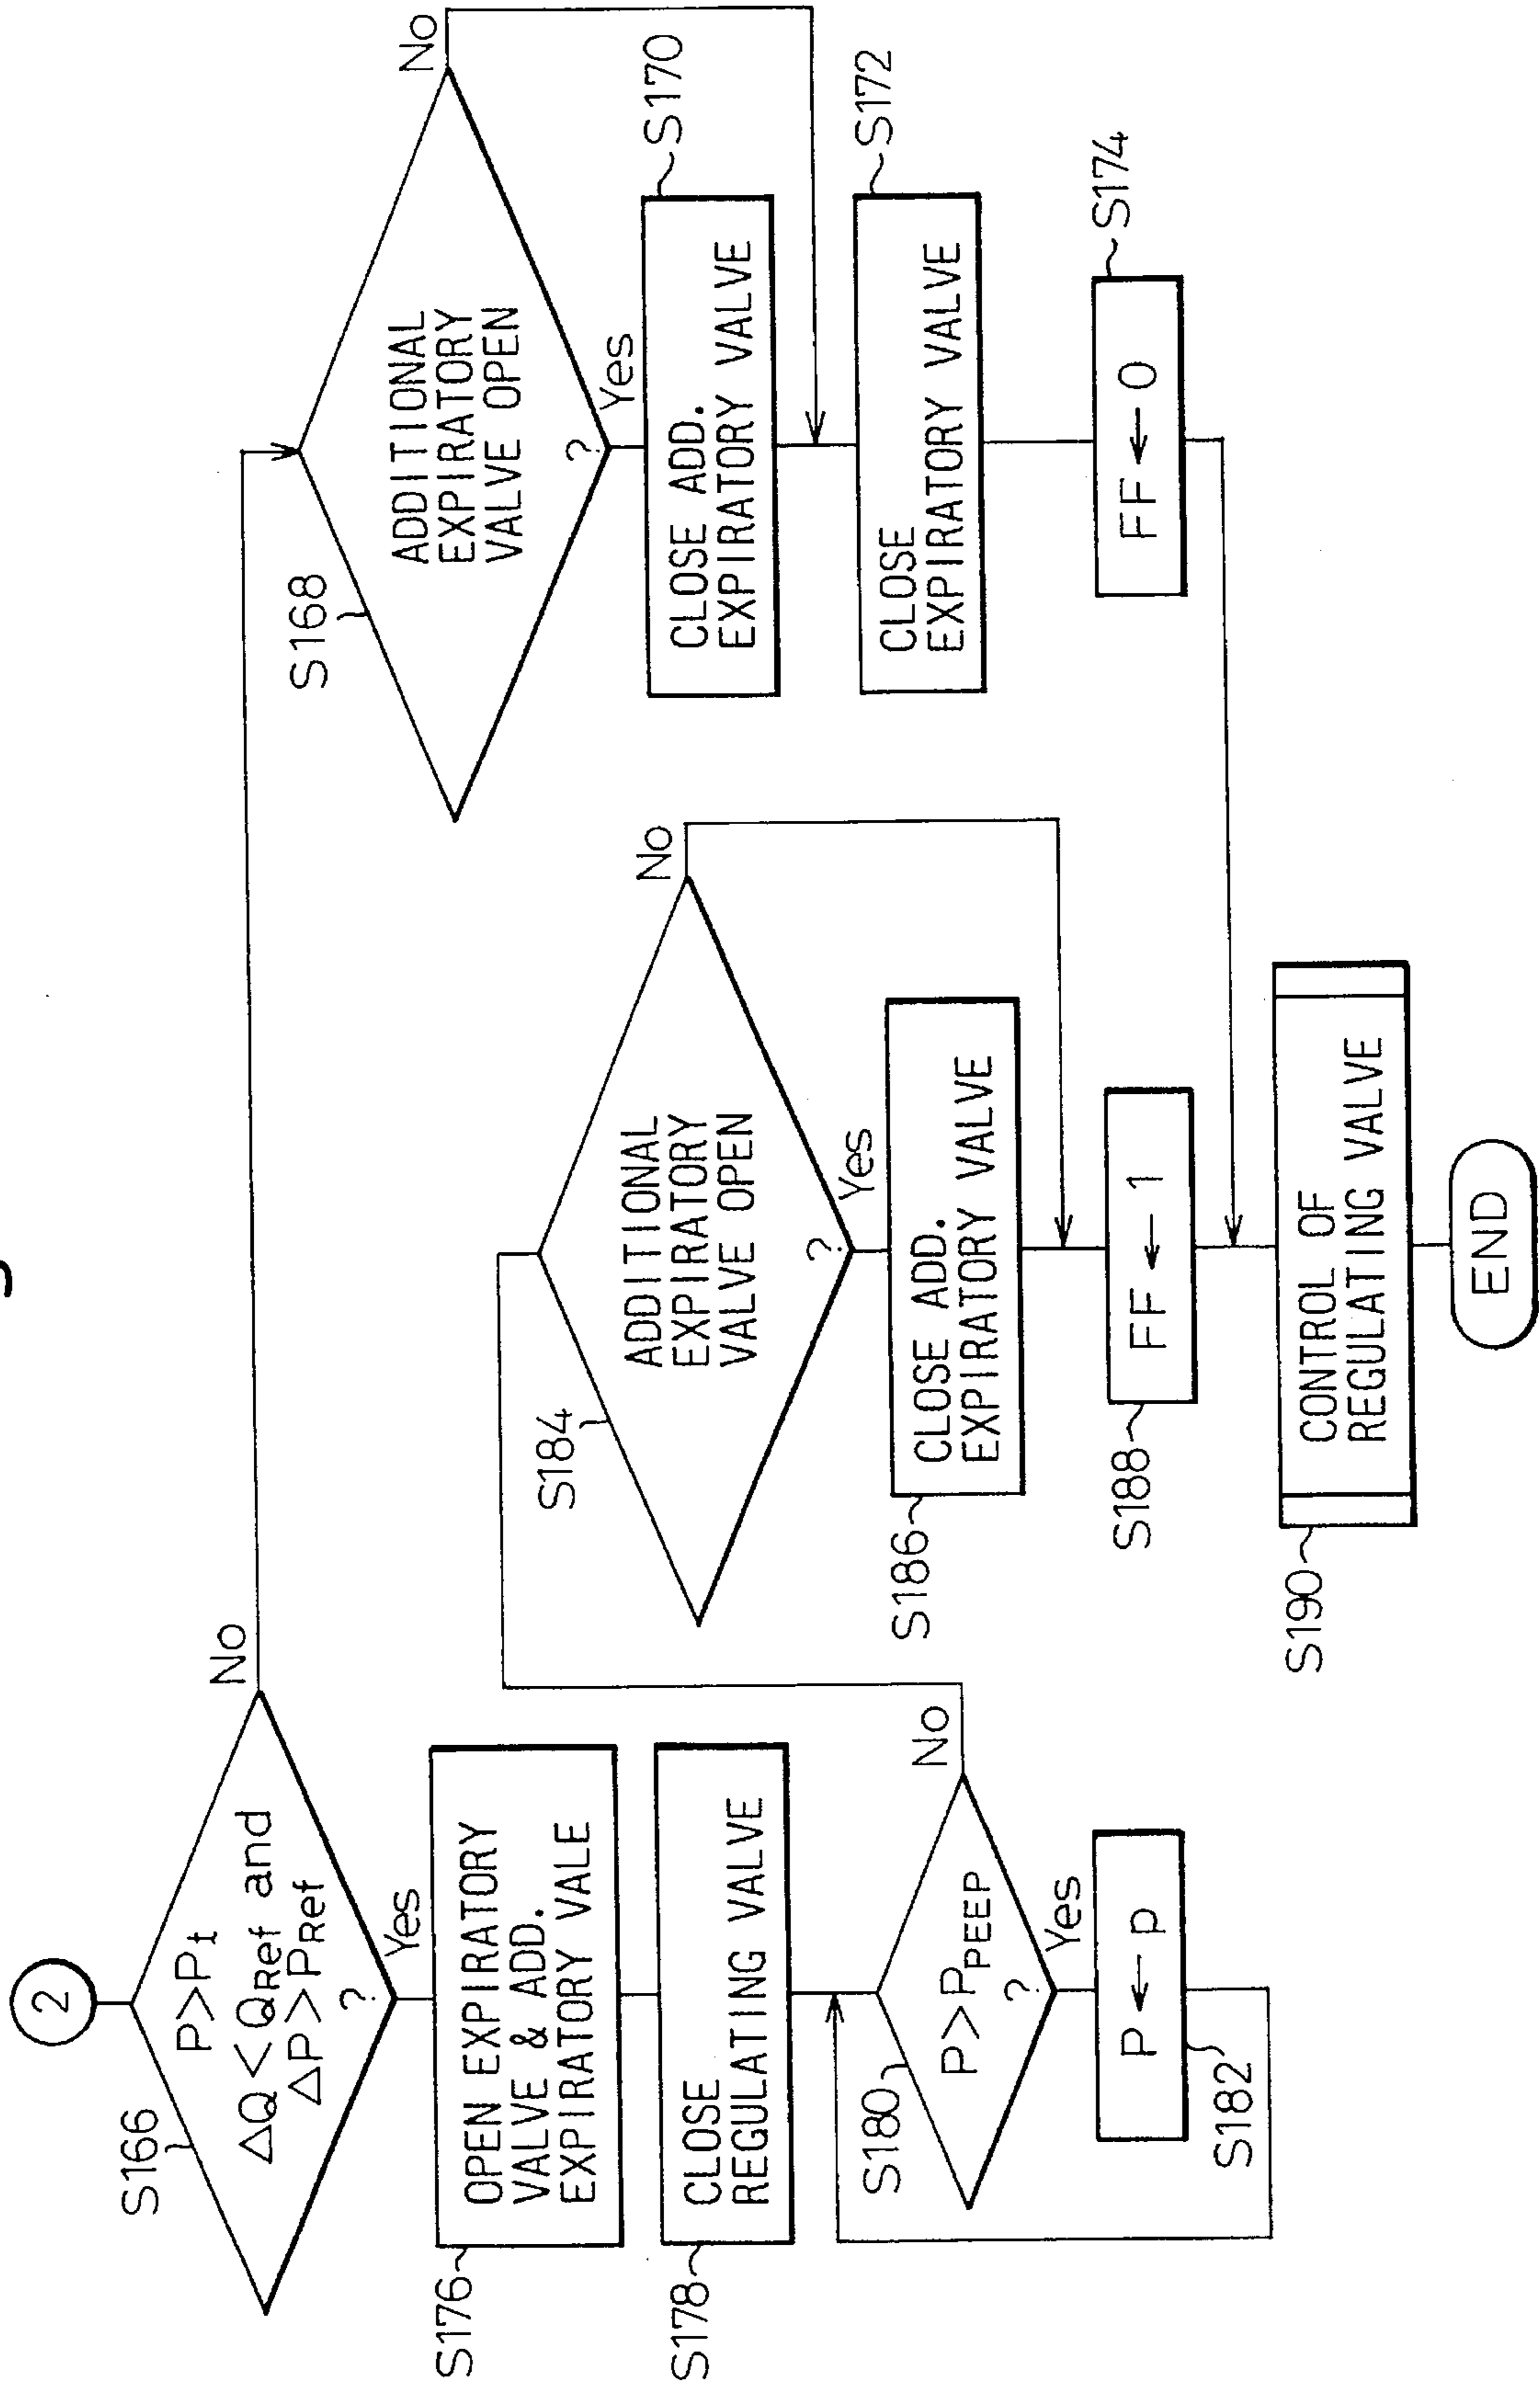 2
S166
P>Pi
ΔQ<QRef and
ΔP>PRef
?
No
Yes
S176
OPEN EXPIRATORY
VALVE & ADD.
EXPIRATORY VALE
S178
CLOSE
REGULATING VALVE
S180
P>PPEEP
?
No
Yes
P←p
S182
S184
ADDITIONAL
EXPIRATORY
VALVE OPEN
?
No
Yes
S186
CLOSE ADD.
EXPIRATORY VALVE
S188
FF←1
S190
CONTROL OF
REGULATING VALVE
END
S168
ADDITIONAL
EXPIRATORY
VALVE OPEN
?
No
Yes
S170
CLOSE ADD.
EXPIRATORY VALVE
S172
CLOSE
EXPIRATORY VALVE
S174
FF←0